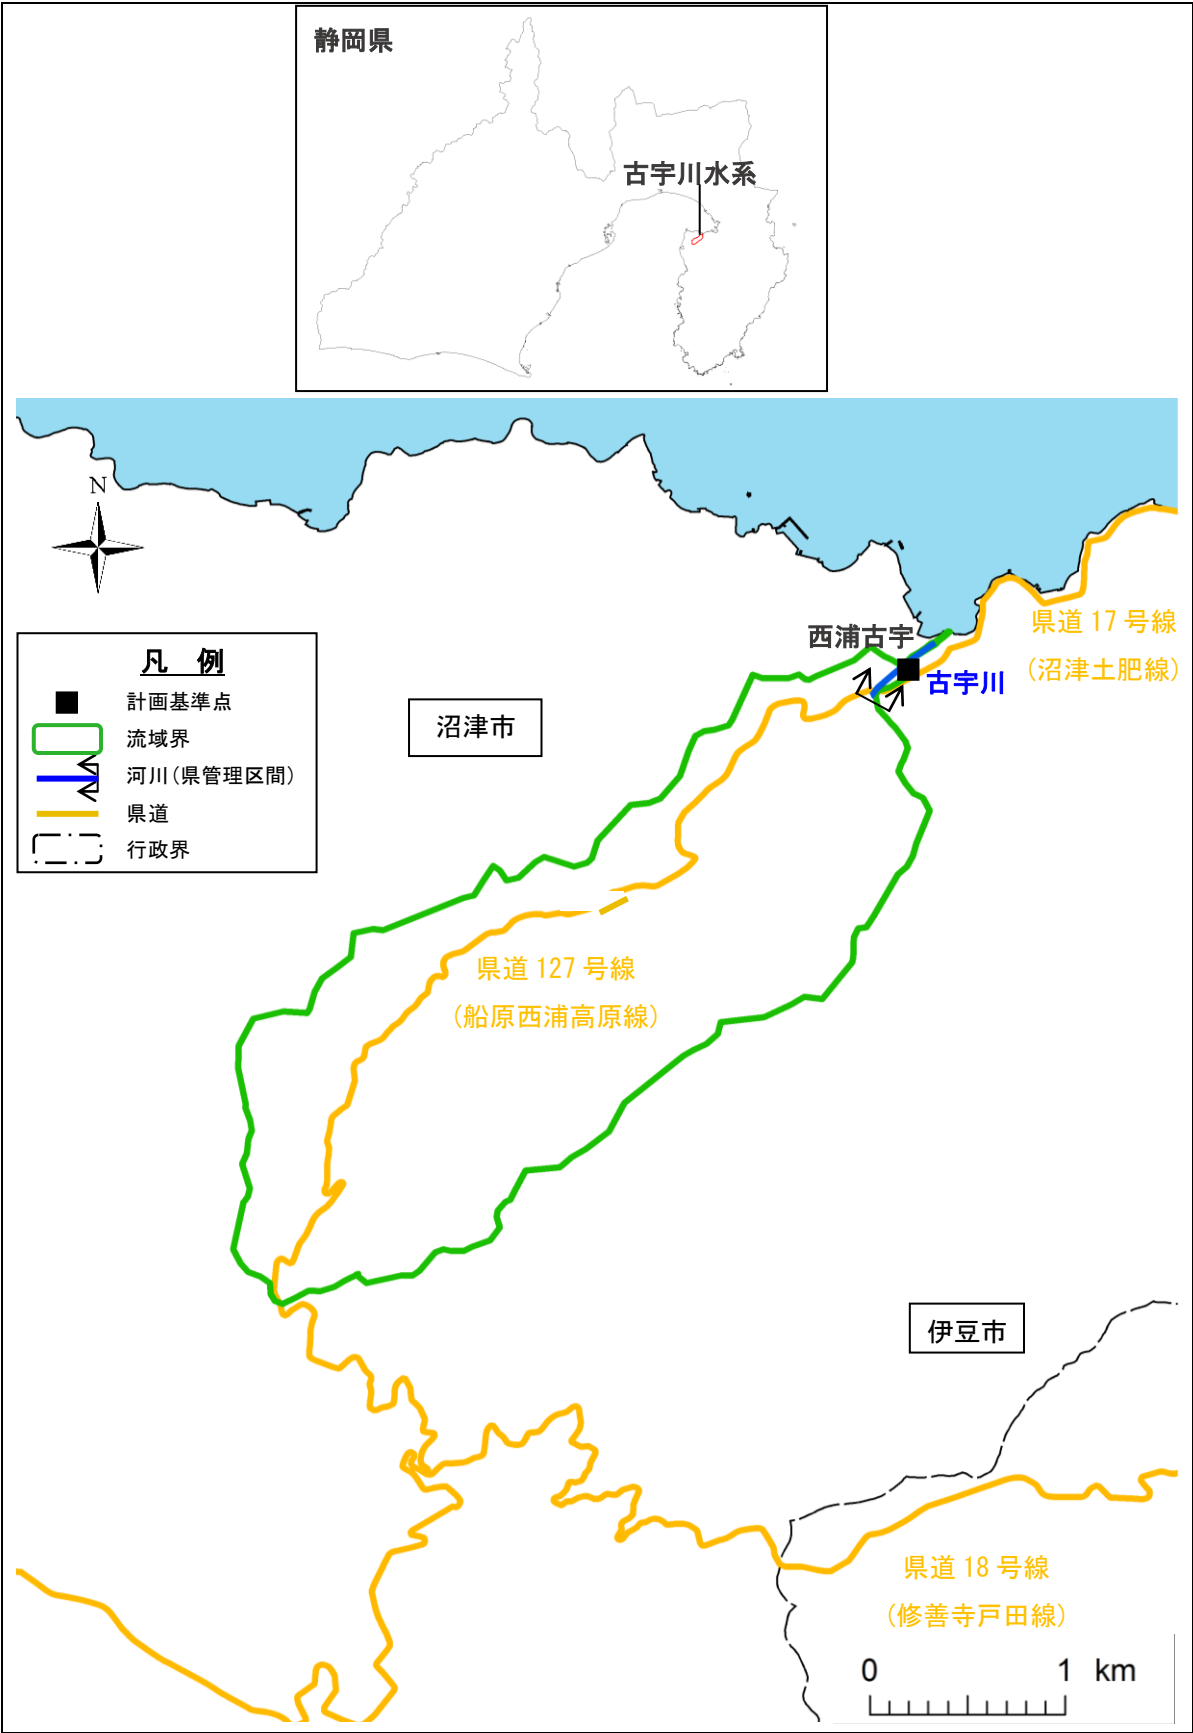 静岡県
古宇川水系
N
県道 17 号線
(沼津土肥線)
西浦古宇
古宇川
凡 例
計画基準点
流域界
河川(県管理区間)
県道
行政界
沼津市
県道 127 号線
(船原西浦高原線)
伊豆市
県道 18 号線
(修善寺戸田線)
0 1 km